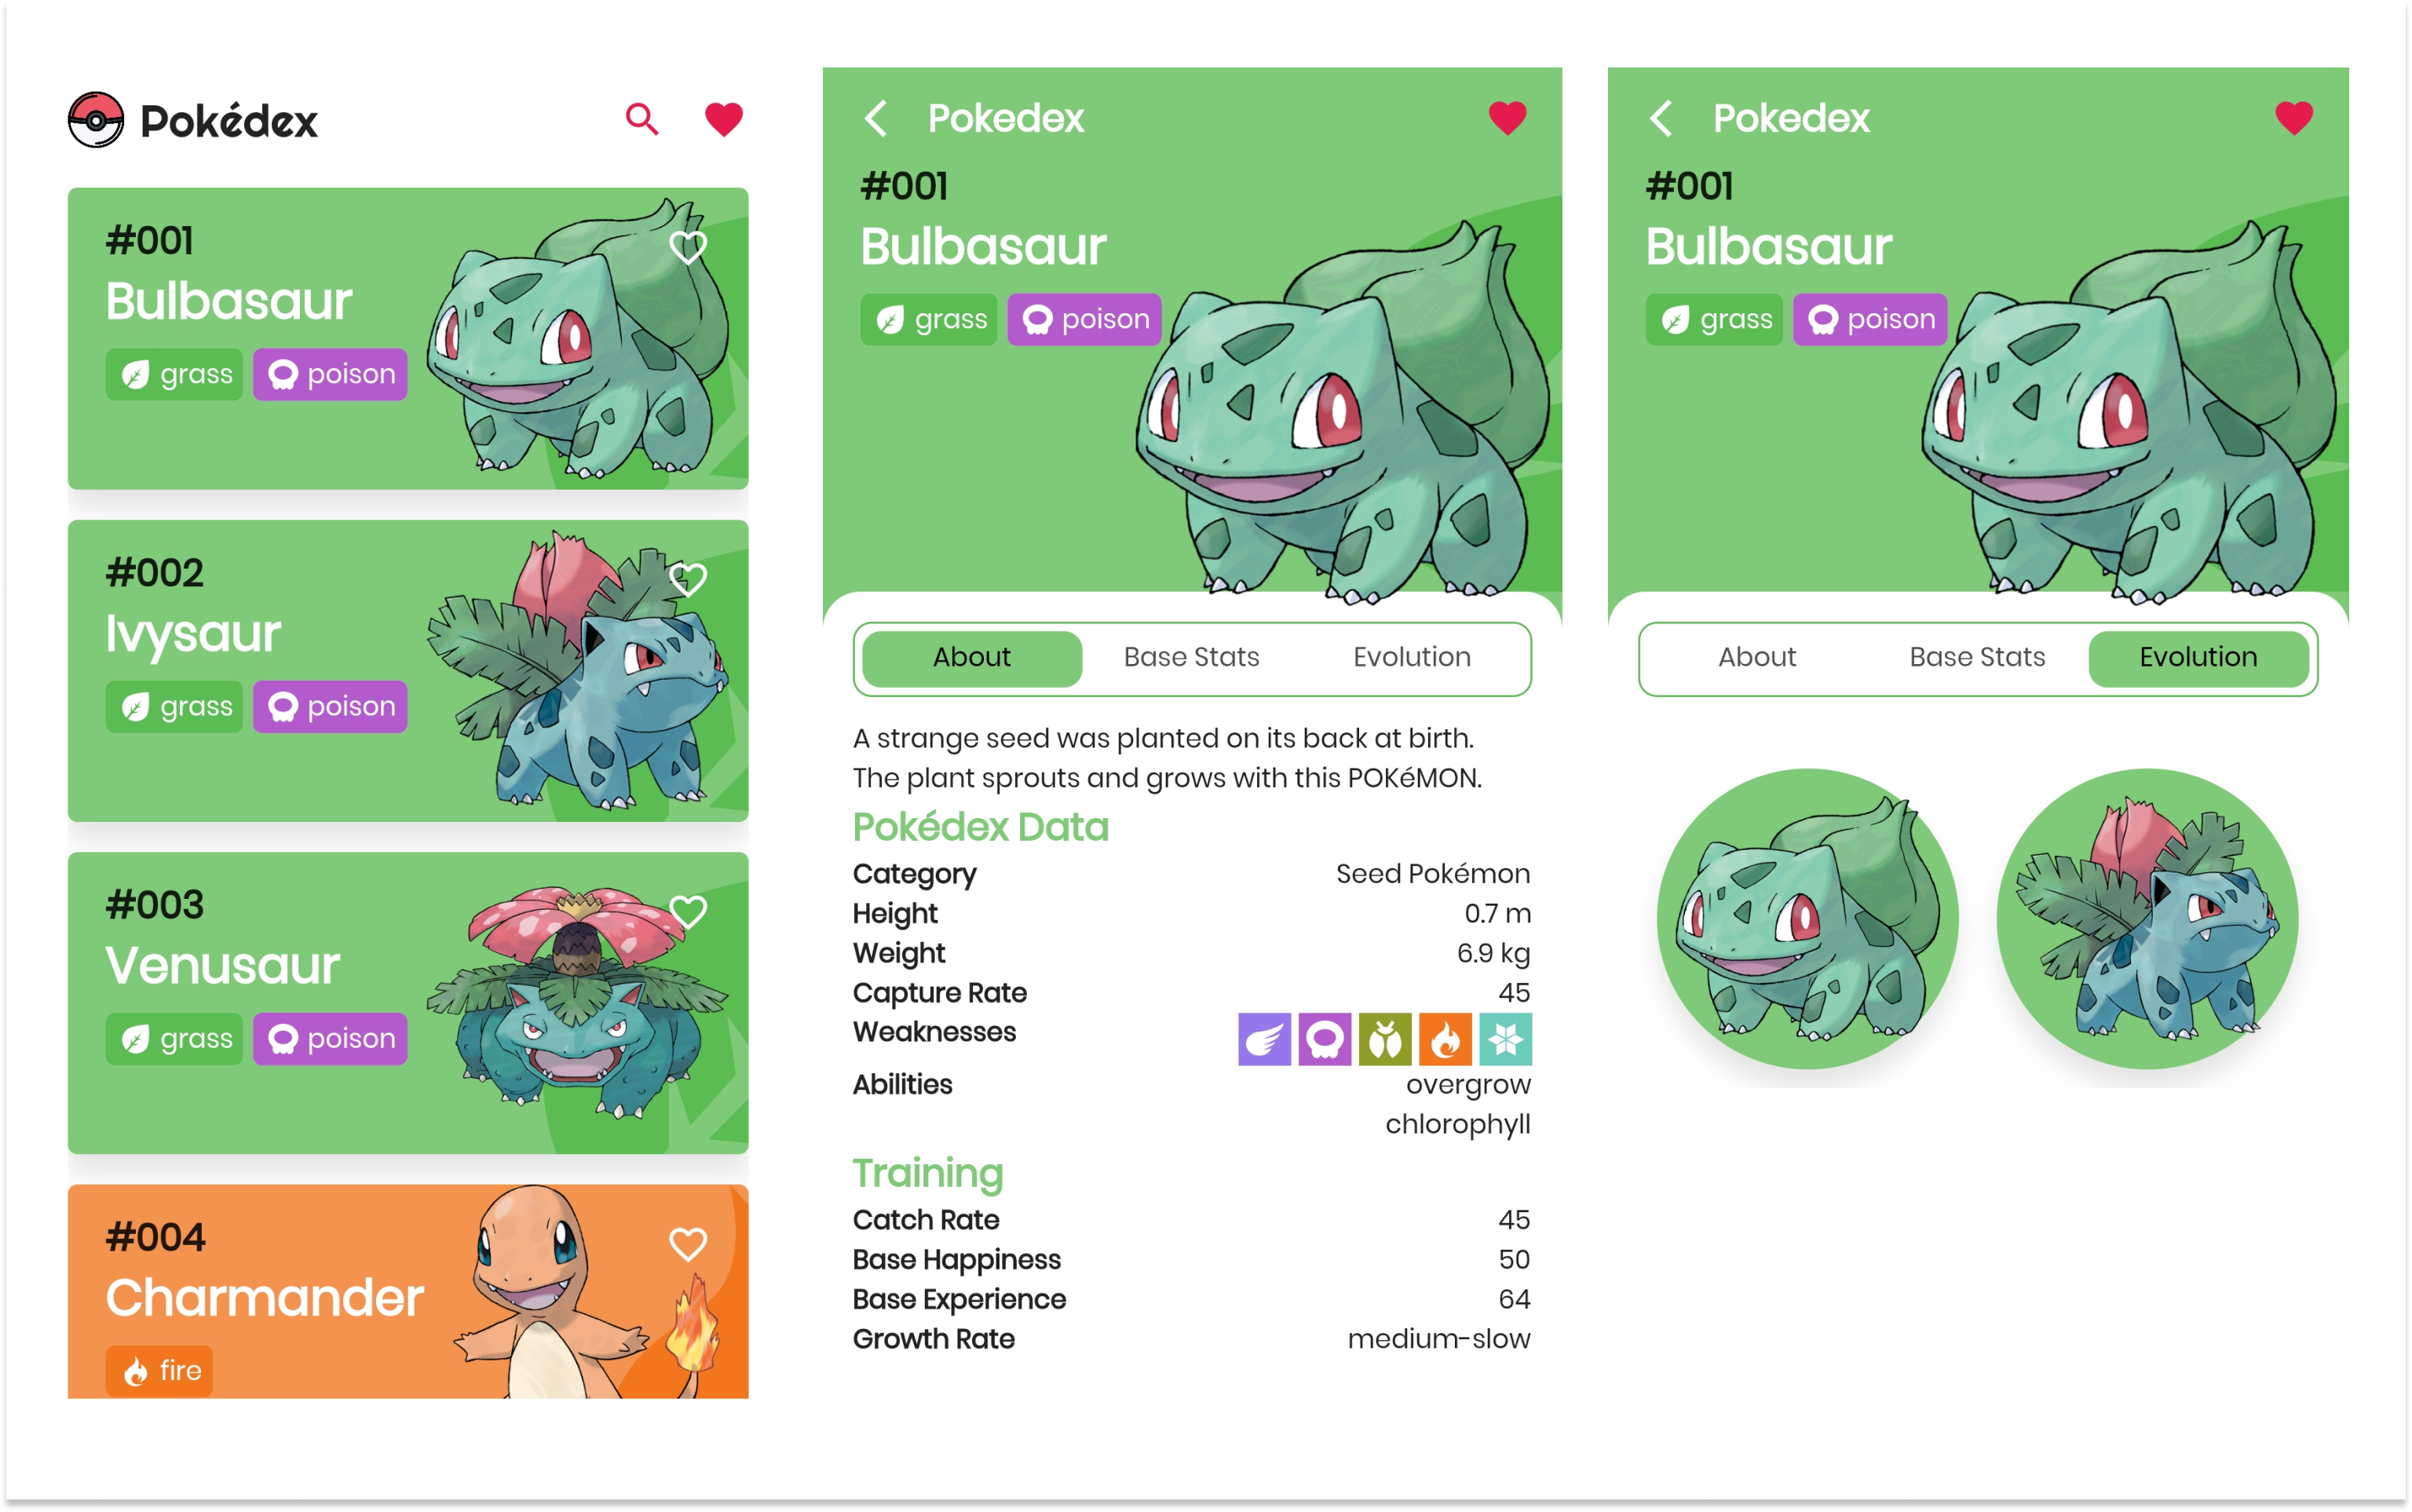 Pokédex
#001
Bulbasaur
grass poison
#002
Ivysaur
grass poison
#003
Venusaur
grass poison
#004
Charmander
fire
Pokedex
#001
Bulbasaur
grass poison
About Base Stats Evolution
A strange seed was planted on its back at birth.
The plant sprouts and grows with this POKéMON.
Pokédex Data
Category Seed Pokémon
Height 0.7 m
Weight 6.9 kg
Capture Rate 45
Weaknesses
Abilities overgrow
chlorophyll
Training
Catch Rate 45
Base Happiness 50
Base Experience 64
Growth Rate medium-slow
Pokedex
#001
Bulbasaur
grass poison
About Base Stats Evolution